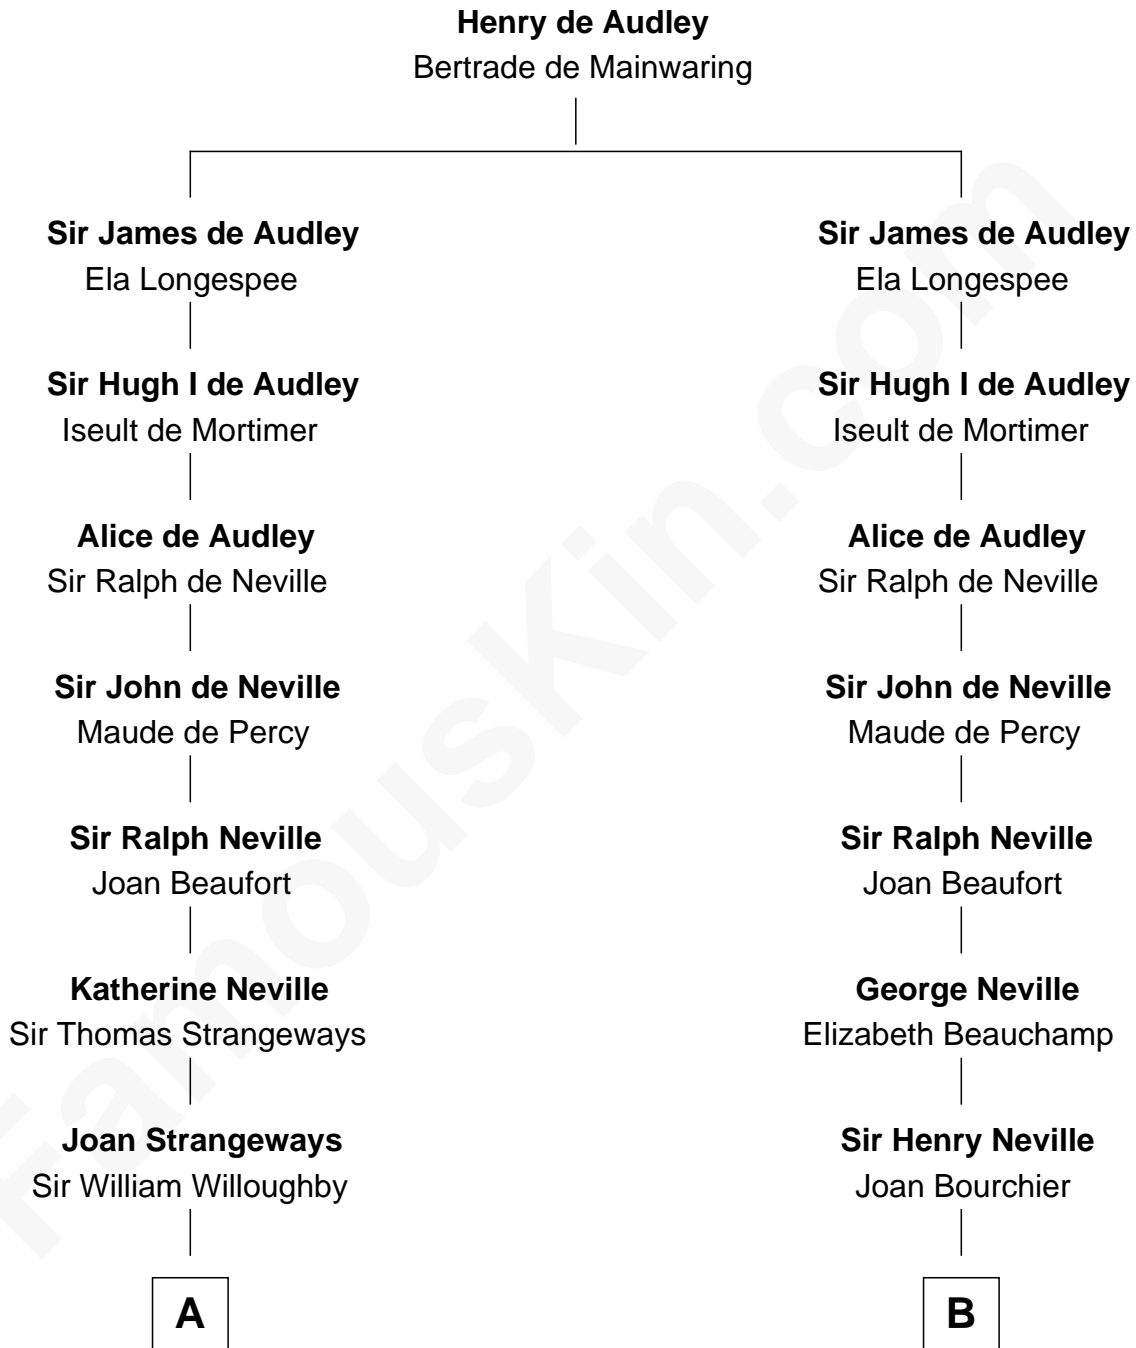 Henry de Audley
Bertrade de Mainwaring
Sir James de Audley
Ela Longespee
Sir Hugh I de Audley
Iseult de Mortimer
Alice de Audley
Sir Ralph de Neville
Sir John de Neville
Maude de Percy
Sir Ralph Neville
Joan Beaufort
Katherine Neville
Sir Thomas Strangeways
Joan Strangeways
Sir William Willoughby
A
Sir James de Audley
Ela Longespee
Sir Hugh I de Audley
Iseult de Mortimer
Alice de Audley
Sir Ralph de Neville
Sir John de Neville
Maude de Percy
Sir Ralph Neville
Joan Beaufort
George Neville
Elizabeth Beauchamp
Sir Henry Neville
Joan Bourchier
B
FamousKin.com